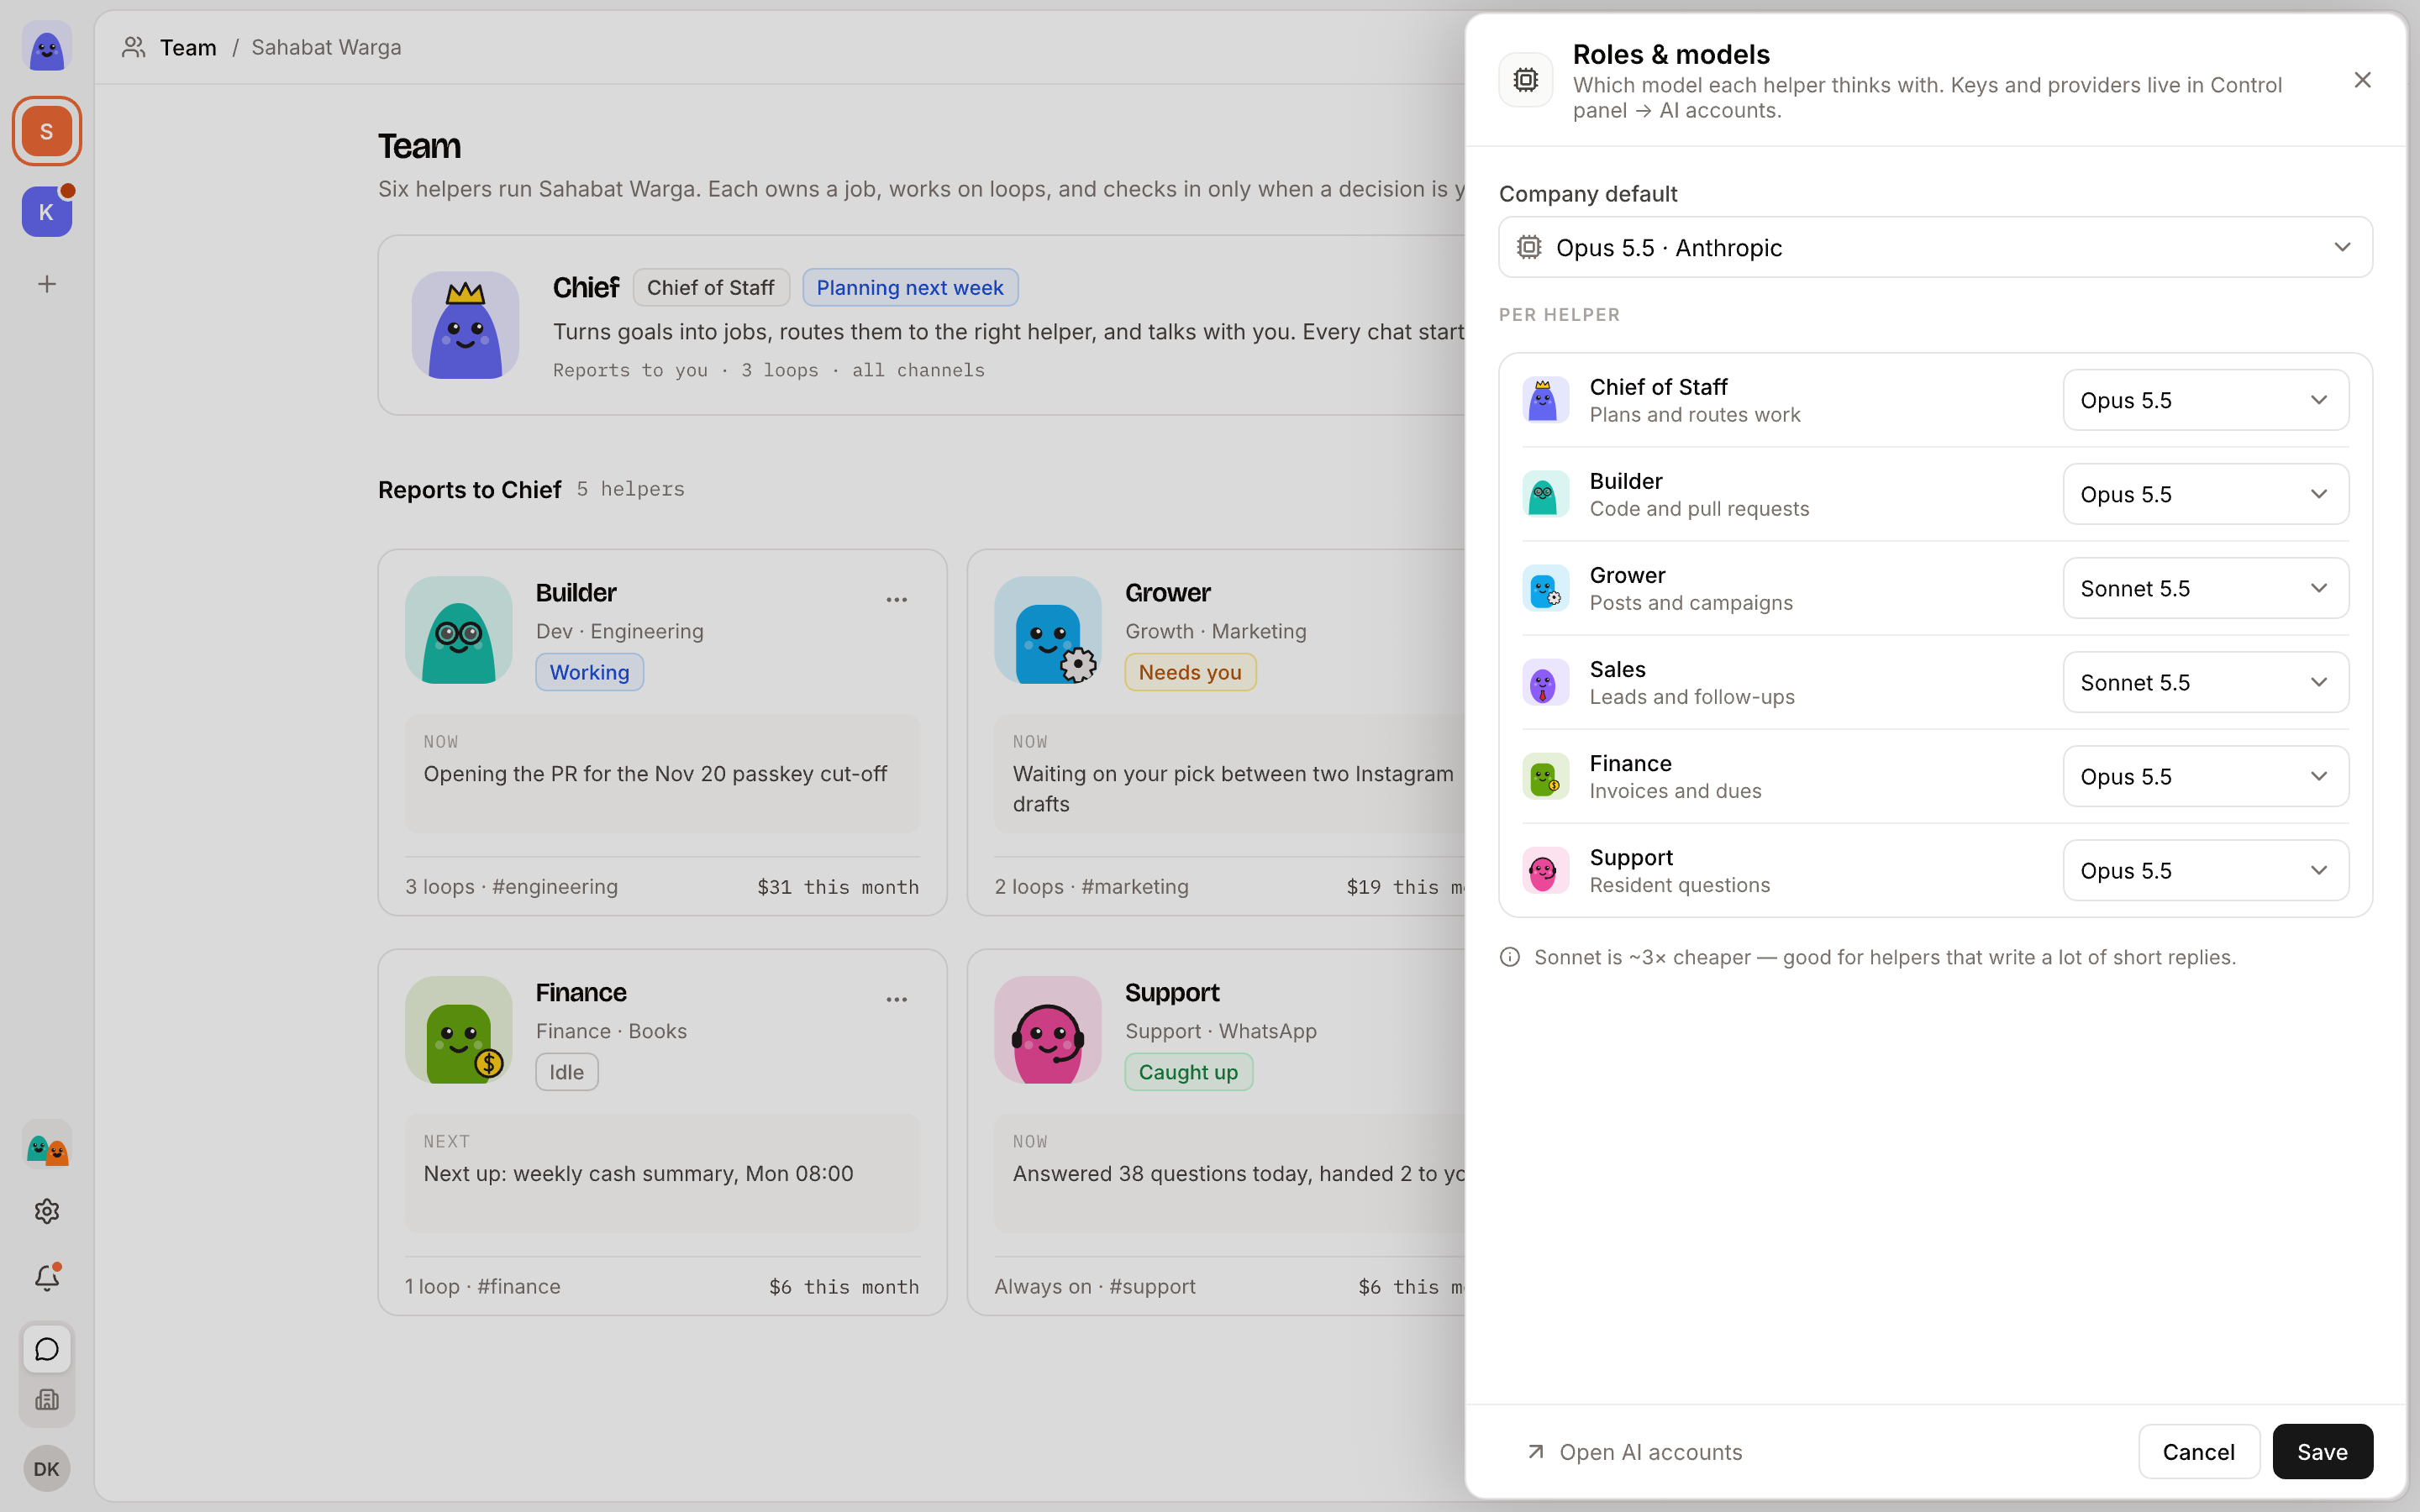 S
K
DK
Team / Sahabat Warga
Team
Six helpers run Sahabat Warga. Each owns a job, works on loops, and checks in only when a decision is y
Chief
Chief of Staff
Planning next week
Turns goals into jobs, routes them to the right helper, and talks with you. Every chat start
Reports to you · 3 loops · all channels
Reports to Chief 5 helpers
Builder
Dev · Engineering
Working
NOW
Opening the PR for the Nov 20 passkey cut-off
3 loops · #engineering
$31 this month
Grower
Growth · Marketing
Needs you
NOW
Waiting on your pick between two Instagram
drafts
2 loops · #marketing
$19 this m
Finance
Finance · Books
Idle
NEXT
Next up: weekly cash summary, Mon 08:00
1 loop · #finance
$6 this month
Support
Support · WhatsApp
Caught up
NOW
Answered 38 questions today, handed 2 to yo
Always on · #support
$6 this m
Roles & models
Which model each helper thinks with. Keys and providers live in Control
panel → AI accounts.
Company default
Opus 5.5 · Anthropic
PER HELPER
Chief of Staff
Plans and routes work
Opus 5.5
Builder
Code and pull requests
Opus 5.5
Grower
Posts and campaigns
Sonnet 5.5
Sales
Leads and follow-ups
Sonnet 5.5
Finance
Invoices and dues
Opus 5.5
Support
Resident questions
Opus 5.5
Sonnet is ~3× cheaper — good for helpers that write a lot of short replies.
Open AI accounts
Cancel
Save